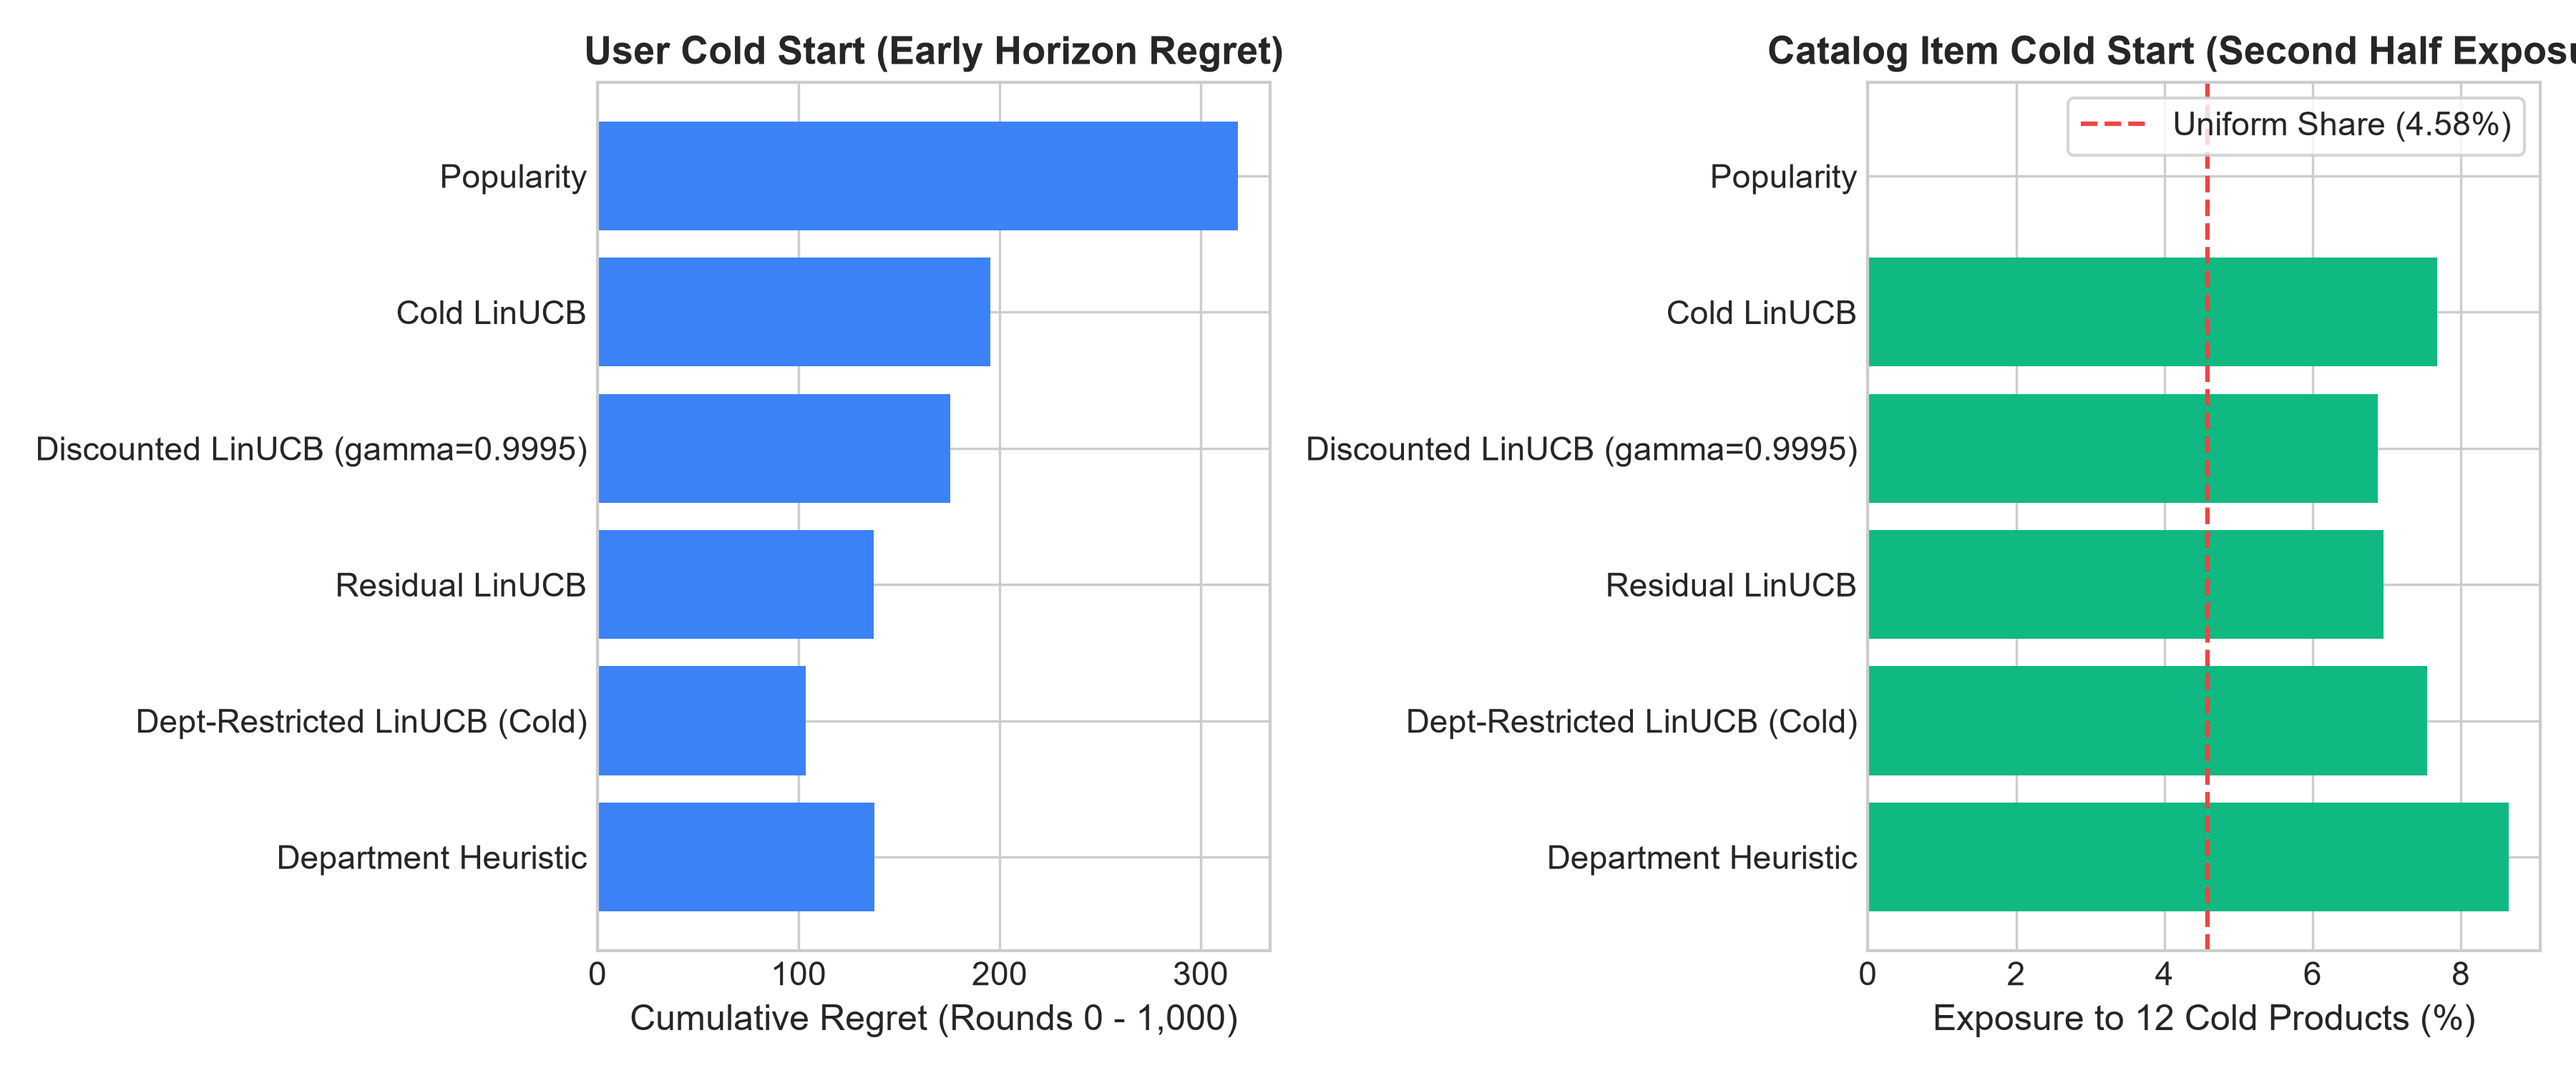 User Cold Start (Early Horizon Regret)
Popularity
Cold LinUCB
Discounted LinUCB (gamma=0.9995)
Residual LinUCB
Dept-Restricted LinUCB (Cold)
Department Heuristic
0 100 200 300
Cumulative Regret (Rounds 0 - 1,000)
Catalog Item Cold Start (Second Half Exposu
Uniform Share (4.58%)
Popularity
Cold LinUCB
Discounted LinUCB (gamma=0.9995)
Residual LinUCB
Dept-Restricted LinUCB (Cold)
Department Heuristic
0 2 4 6 8
Exposure to 12 Cold Products (%)